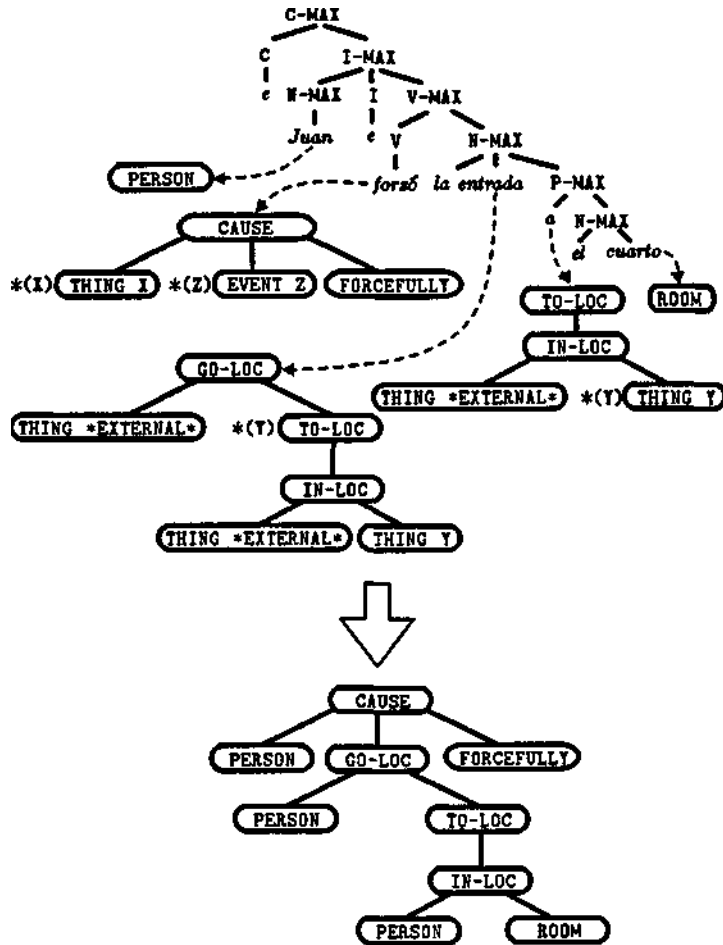 C-MAX
C I-MAX
e N-MAX I V-MAX
Juan e V N-MAX
PERSON forzó la entrada P-MAX
CAUSE a N-MAX
el cuarto
*(X) THING X *(Z) EVENT Z FORCEFULLY
TO-LOC ROOM
IN-LOC
GO-LOC
THING *EXTERNAL* *(Y) THING Y
THING *EXTERNAL* *(Y) TO-LOC
IN-LOC
THING *EXTERNAL* THING Y
CAUSE
PERSON GO-LOC FORCEFULLY
PERSON TO-LOC
IN-LOC
PERSON ROOM